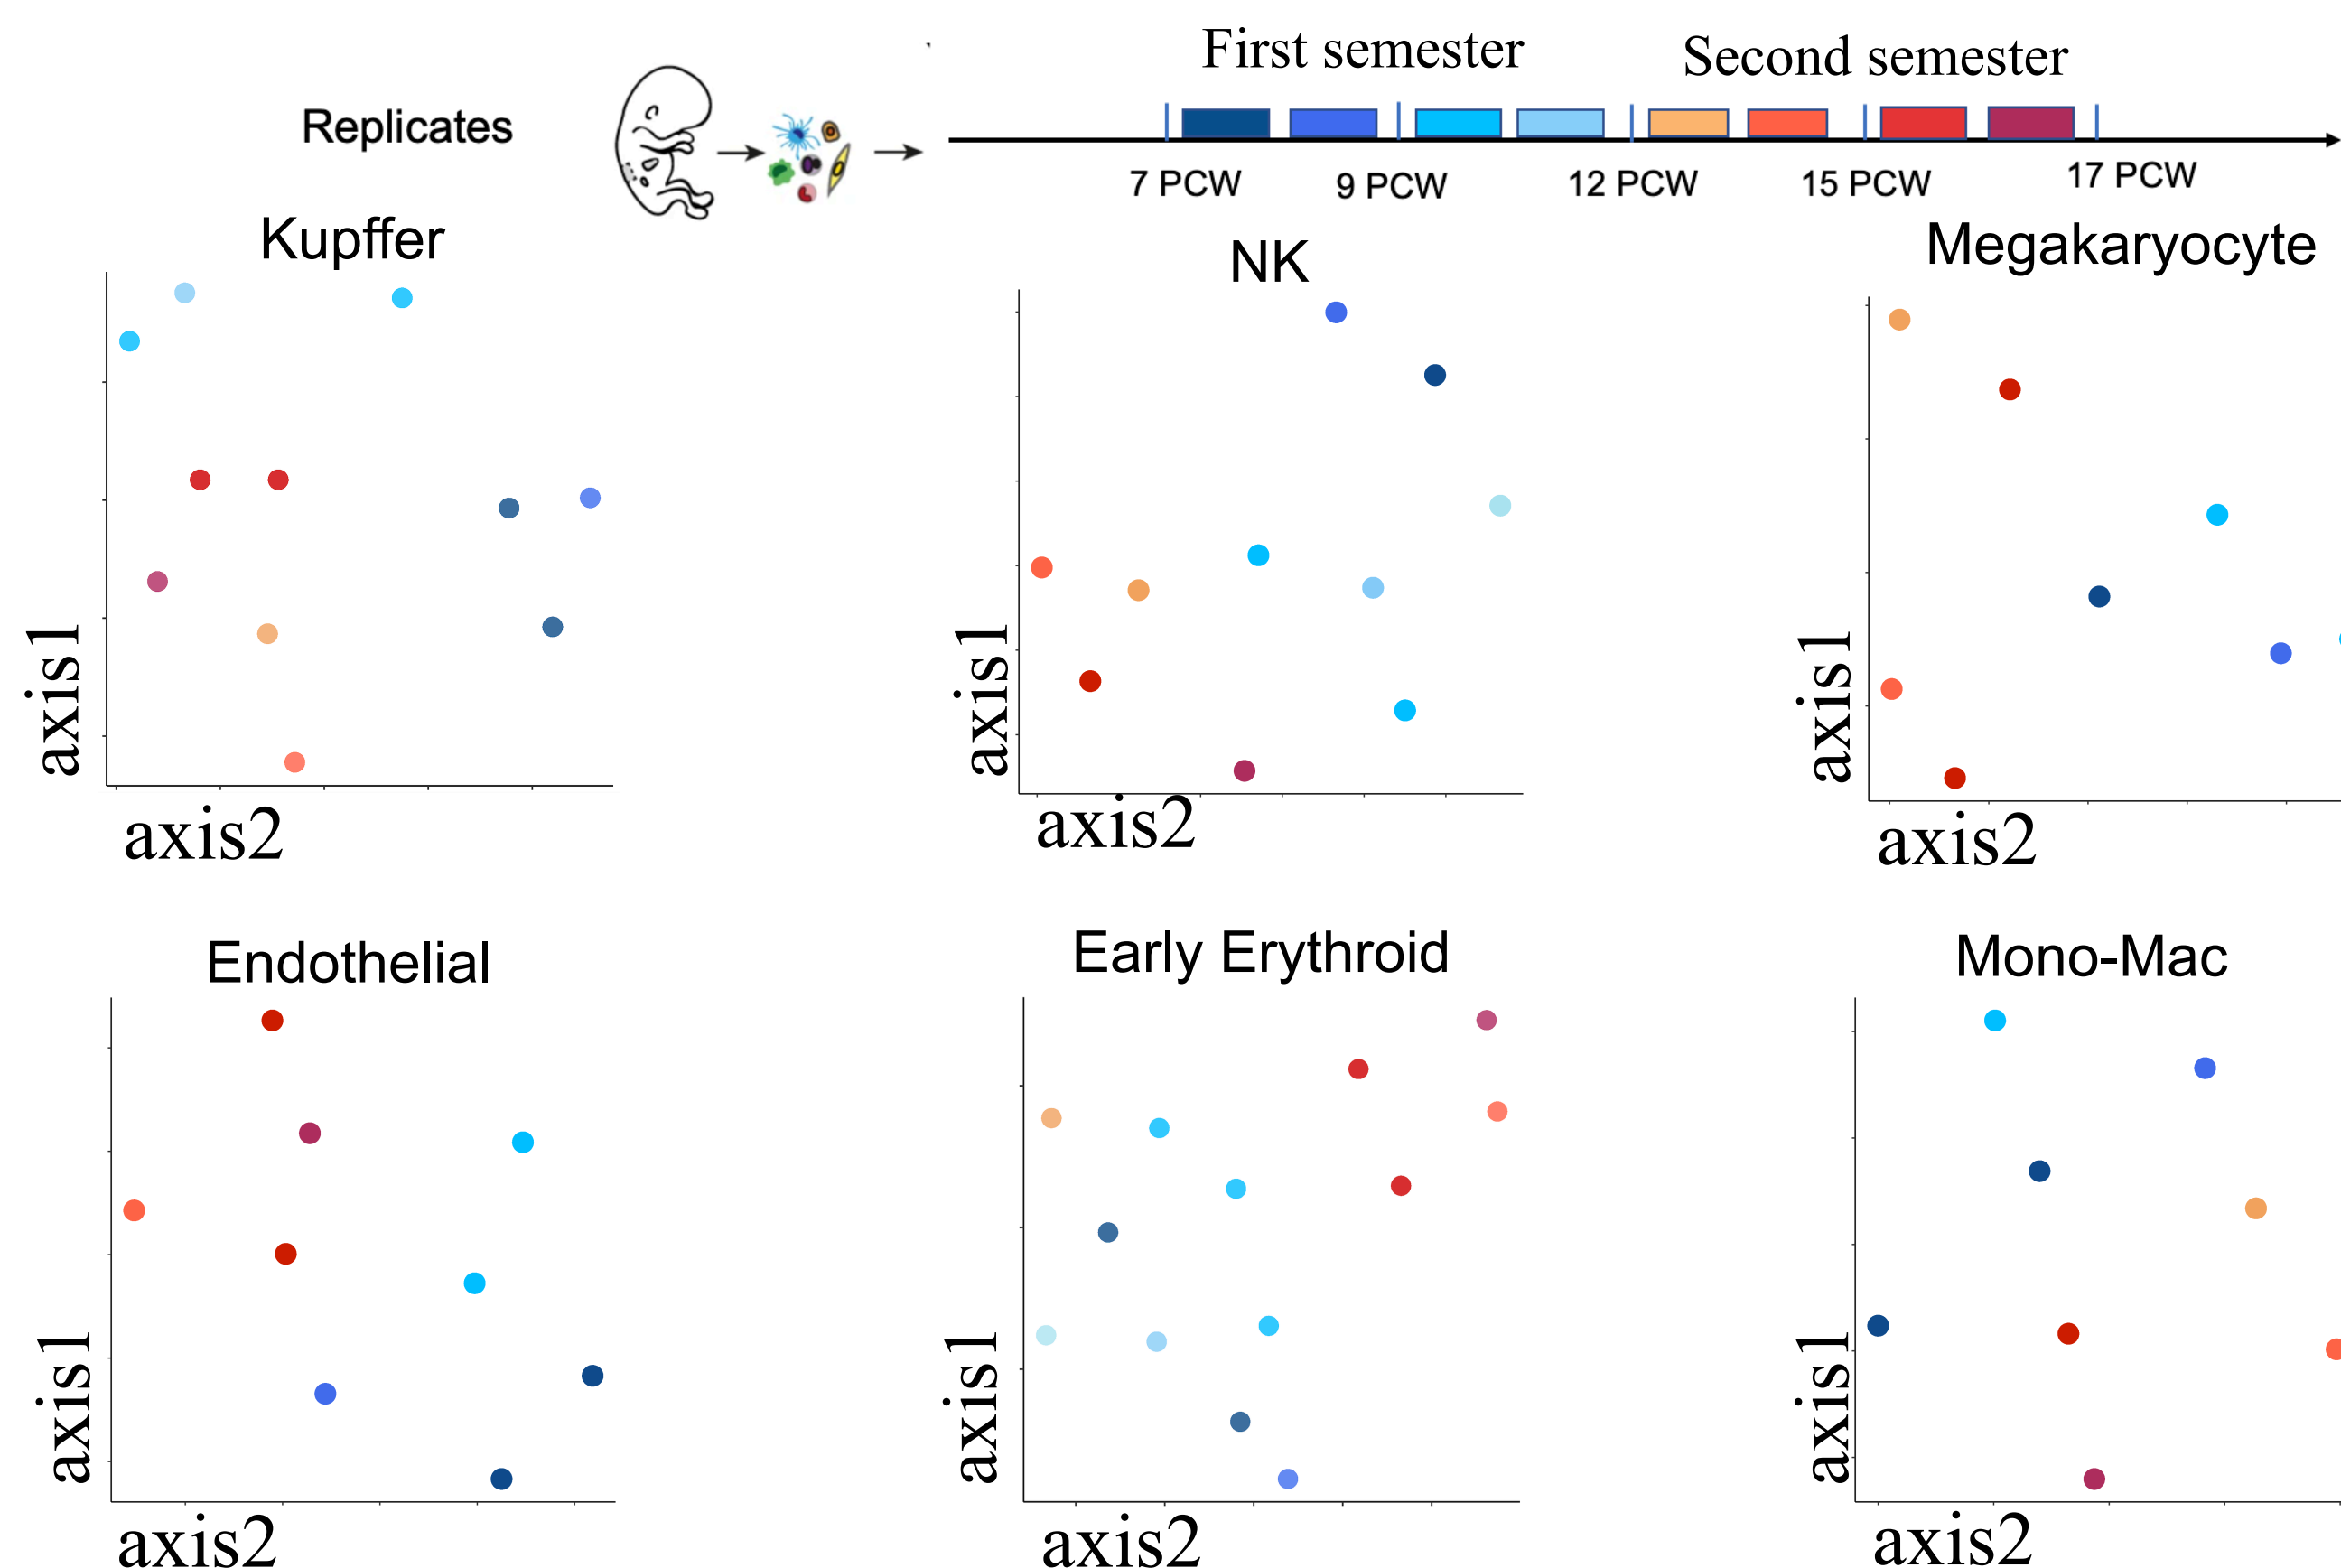 First semester
Second semester
Replicates
7 PCW
9 PCW
12 PCW
15 PCW
17 PCW
Kupffer
NK
Megakaryocyte
axis1
axis1
axis1
axis2
axis2
axis2
Endothelial
Early Erythroid
Mono-Mac
axis1
axis1
axis1
axis2
axis2
axis2